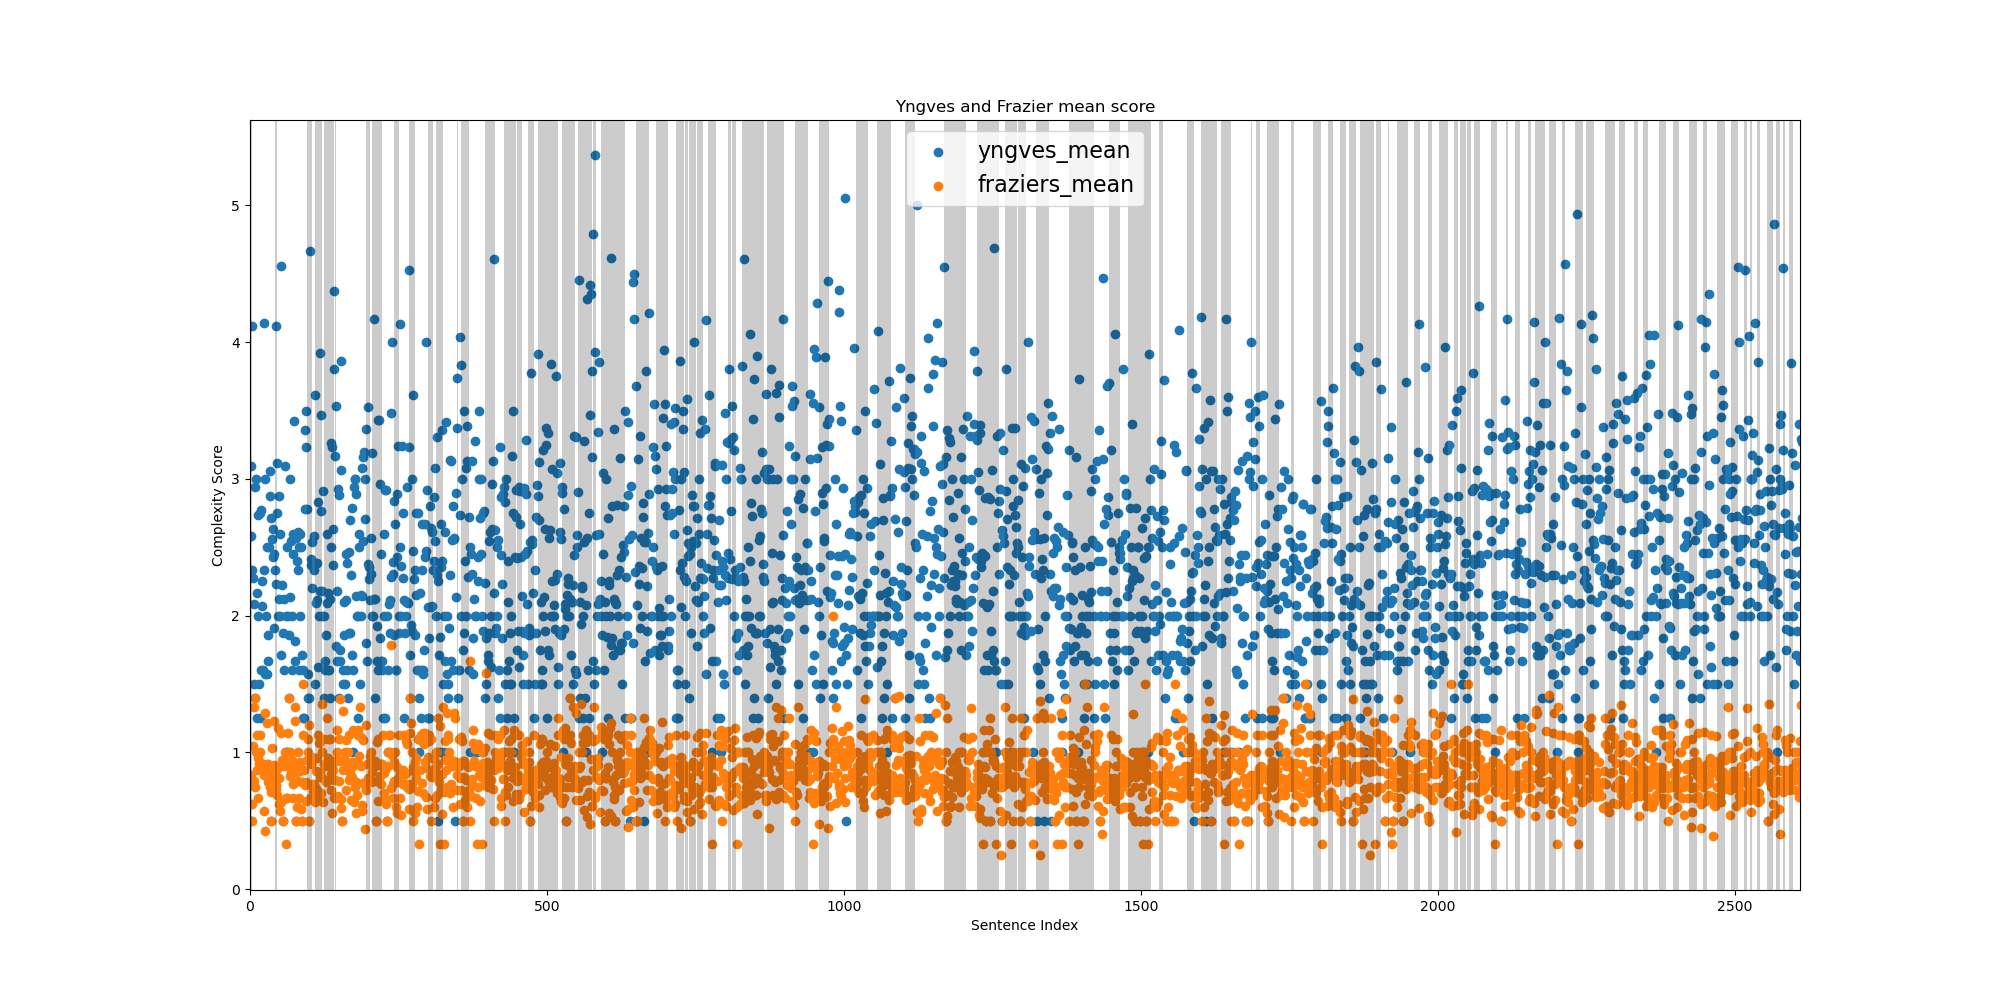 Yngves and Frazier mean score
yngves_mean
fraziers_mean
Complexity Score
5
4
3
2
1
0
0 500 1000 1500 2000 2500
Sentence Index